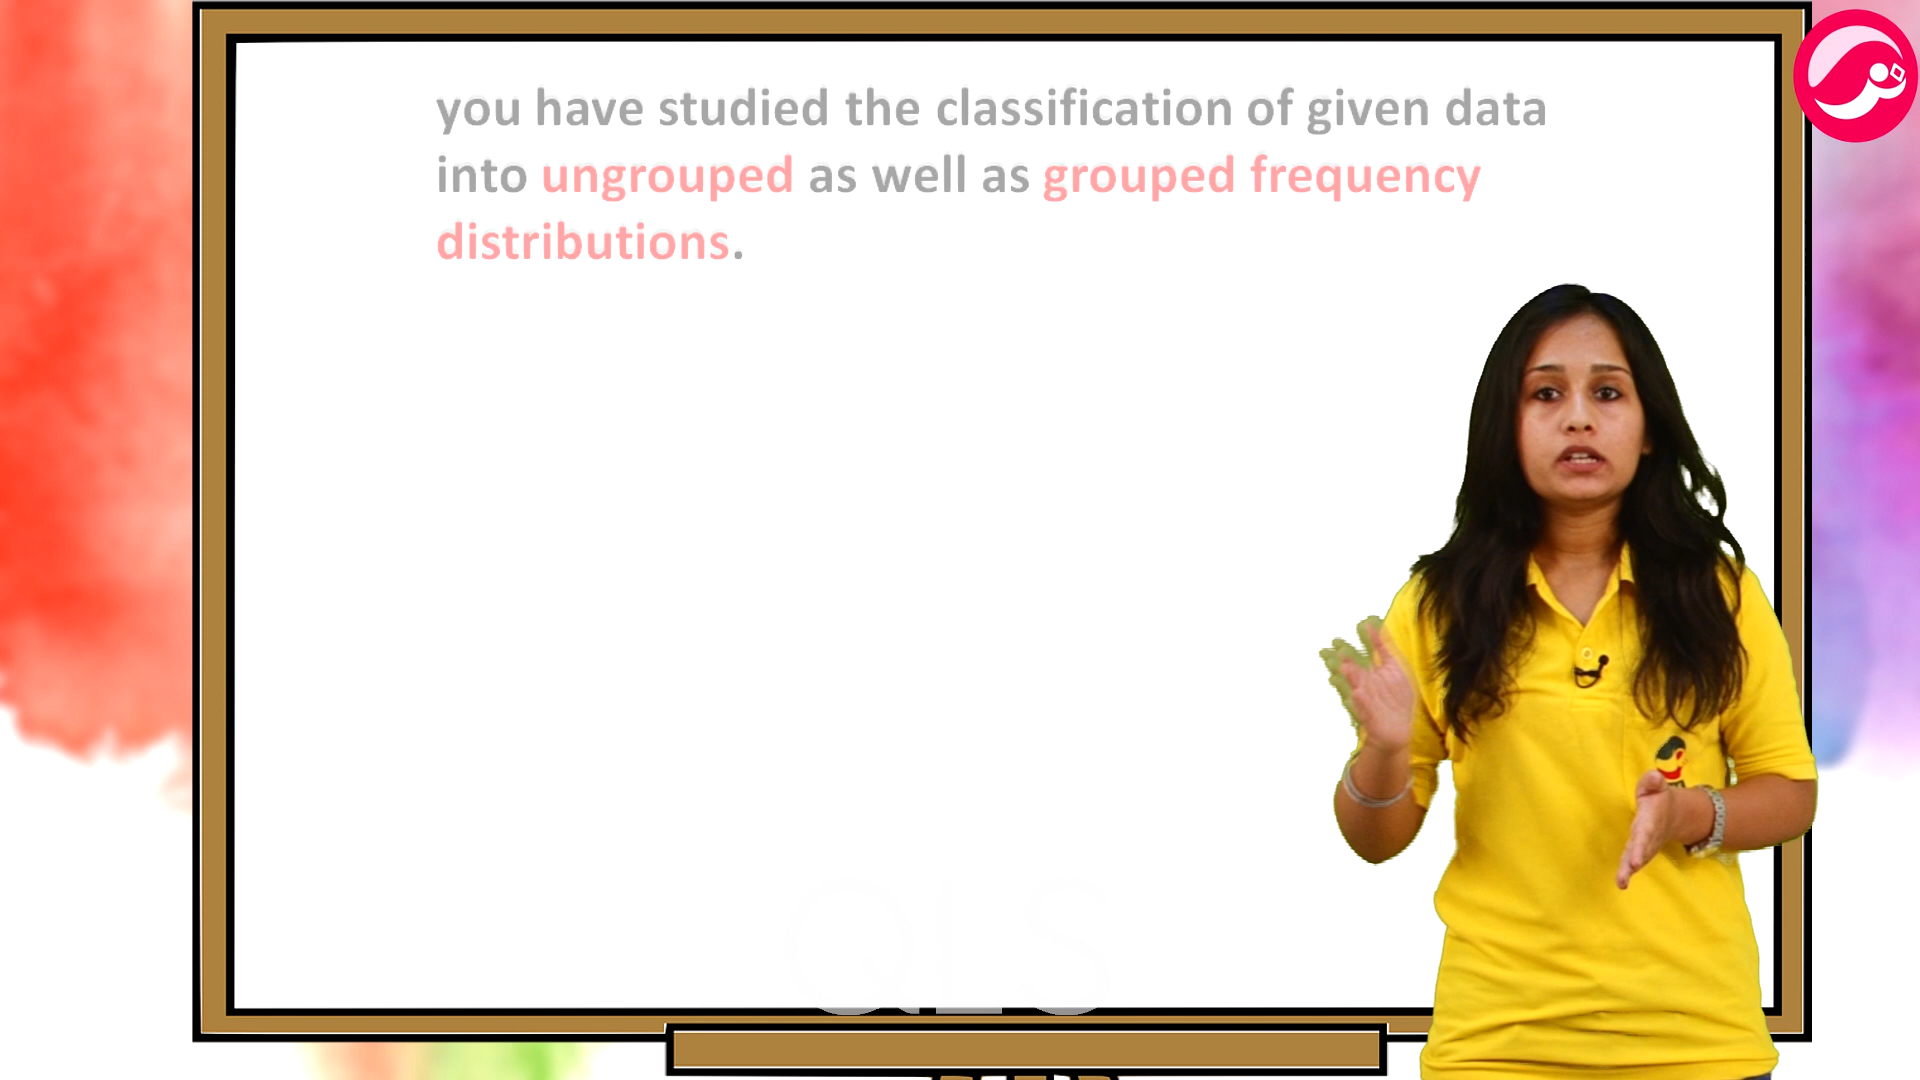 you have studied the classification of given data
into ungrouped as well as grouped frequency
distributions.